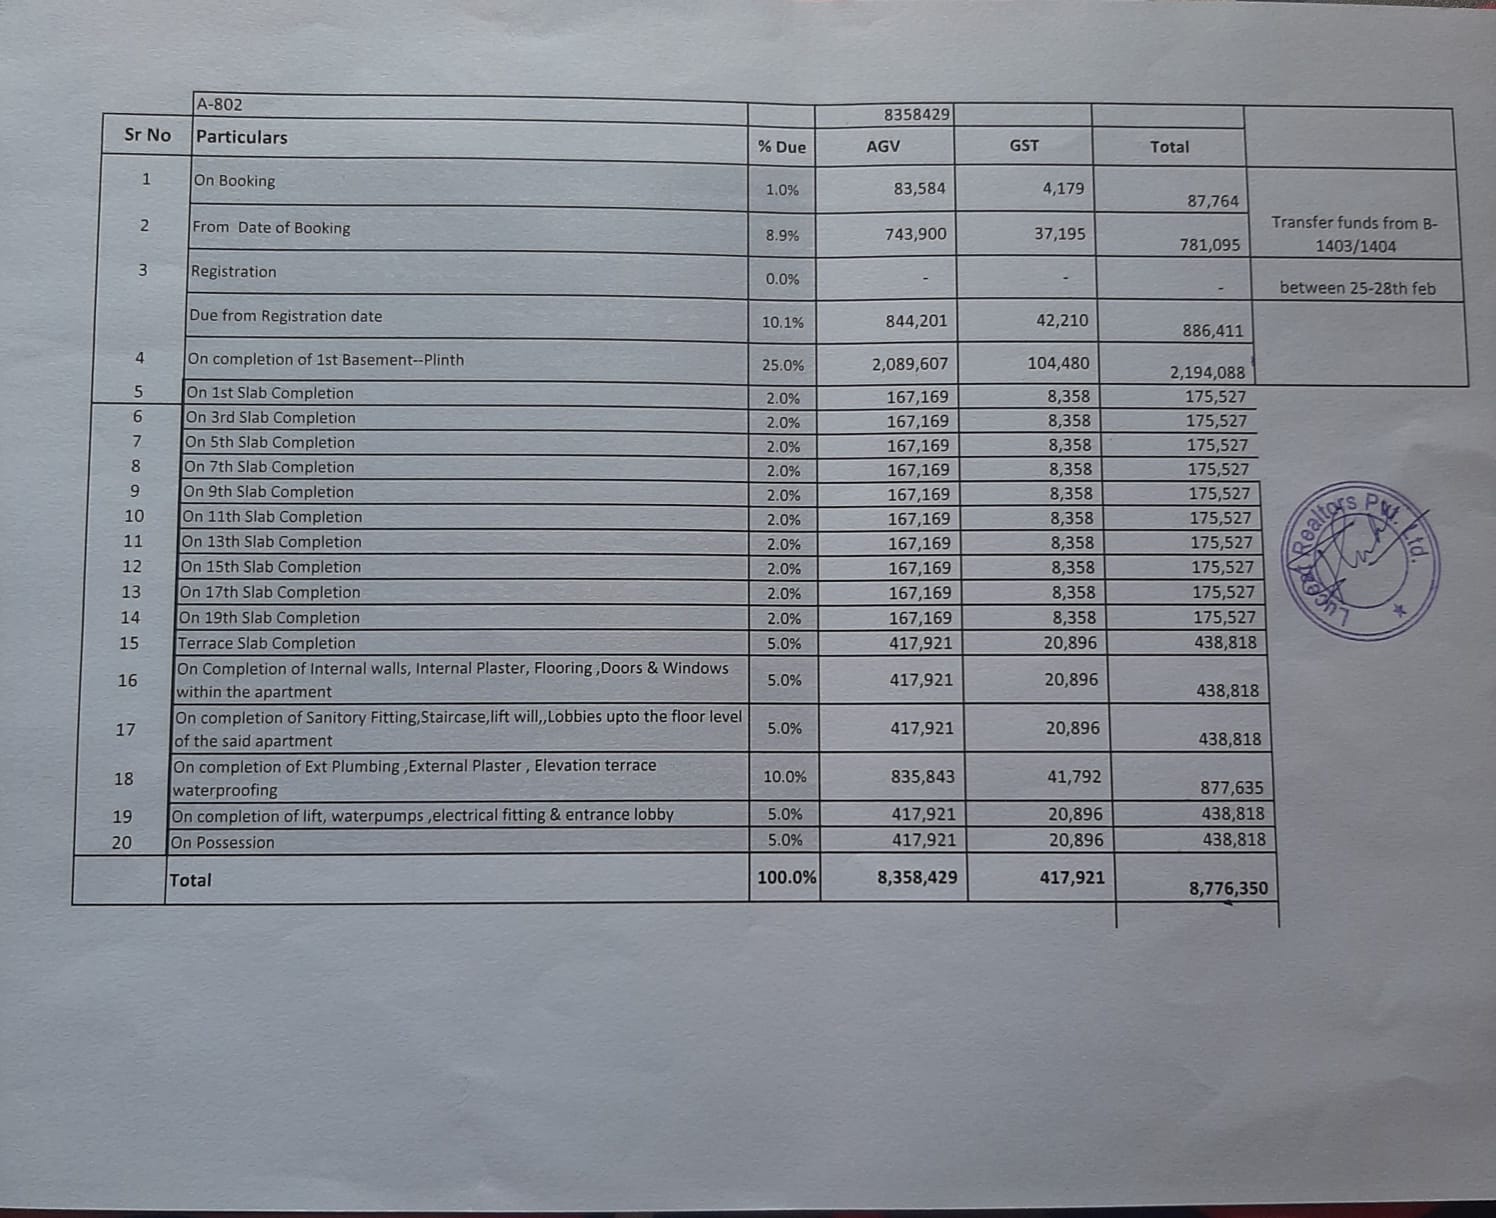 A-802 8358429
Sr No Particulars % Due AGV GST Total
1 On Booking 1.0% 83,584 4,179 87,764
2 From Date of Booking 8.9% 743,900 37,195 781,095
Transfer funds from B-
1403/1404
3 Registration 0.0% - - - between 25-28th feb
Due from Registration date 10.1% 844,201 42,210 886,411
4 On completion of 1st Basement--Plinth 25.0% 2,089,607 104,480 2,194,088
5 On 1st Slab Completion 2.0% 167,169 8,358 175,527
6 On 3rd Slab Completion 2.0% 167,169 8,358 175,527
7 On 5th Slab Completion 2.0% 167,169 8,358 175,527
8 On 7th Slab Completion 2.0% 167,169 8,358 175,527
9 On 9th Slab Completion 2.0% 167,169 8,358 175,527
10 On 11th Slab Completion 2.0% 167,169 8,358 175,527
11 On 13th Slab Completion 2.0% 167,169 8,358 175,527
12 On 15th Slab Completion 2.0% 167,169 8,358 175,527
13 On 17th Slab Completion 2.0% 167,169 8,358 175,527
14 On 19th Slab Completion 2.0% 167,169 8,358 175,527
15 Terrace Slab Completion 5.0% 417,921 20,896 438,818
16 On Completion of Internal walls, Internal Plaster, Flooring ,Doors & Windows
within the apartment 5.0% 417,921 20,896 438,818
17 On completion of Sanitory Fitting,Staircase,lift will,,Lobbies upto the floor level
of the said apartment 5.0% 417,921 20,896 438,818
18 On completion of Ext Plumbing ,External Plaster , Elevation terrace
waterproofing 10.0% 835,843 41,792 877,635
19 On completion of lift, waterpumps ,electrical fitting & entrance lobby 5.0% 417,921 20,896 438,818
20 On Possession 5.0% 417,921 20,896 438,818
Total 100.0% 8,358,429 417,921 8,776,350
Realtors Pvt. Ltd.